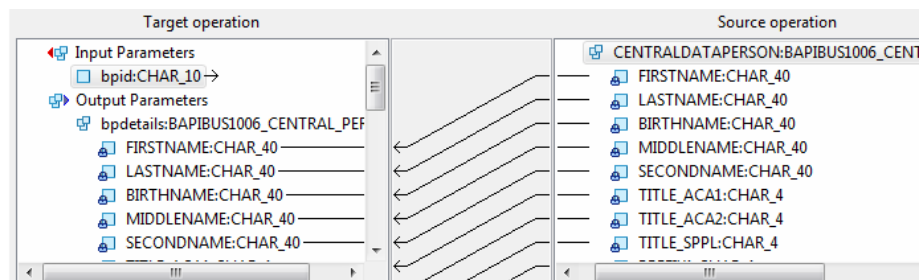 Target operation
Input Parameters
bpid:CHAR_10
Output Parameters
bpdetails:BAPIBUS1006_CENTRAL_PER
FIRSTNAME:CHAR_40
LASTNAME:CHAR_40
BIRTHNAME:CHAR_40
MIDDLENAME:CHAR_40
SECONDNAME:CHAR_40
Source operation
CENTRALDATAPERSON:BAPIBUS1006_CENT
FIRSTNAME:CHAR_40
LASTNAME:CHAR_40
BIRTHNAME:CHAR_40
MIDDLENAME:CHAR_40
SECONDNAME:CHAR_40
TITLE_ACA1:CHAR_4
TITLE_ACA2:CHAR_4
TITLE_SPPL:CHAR_4